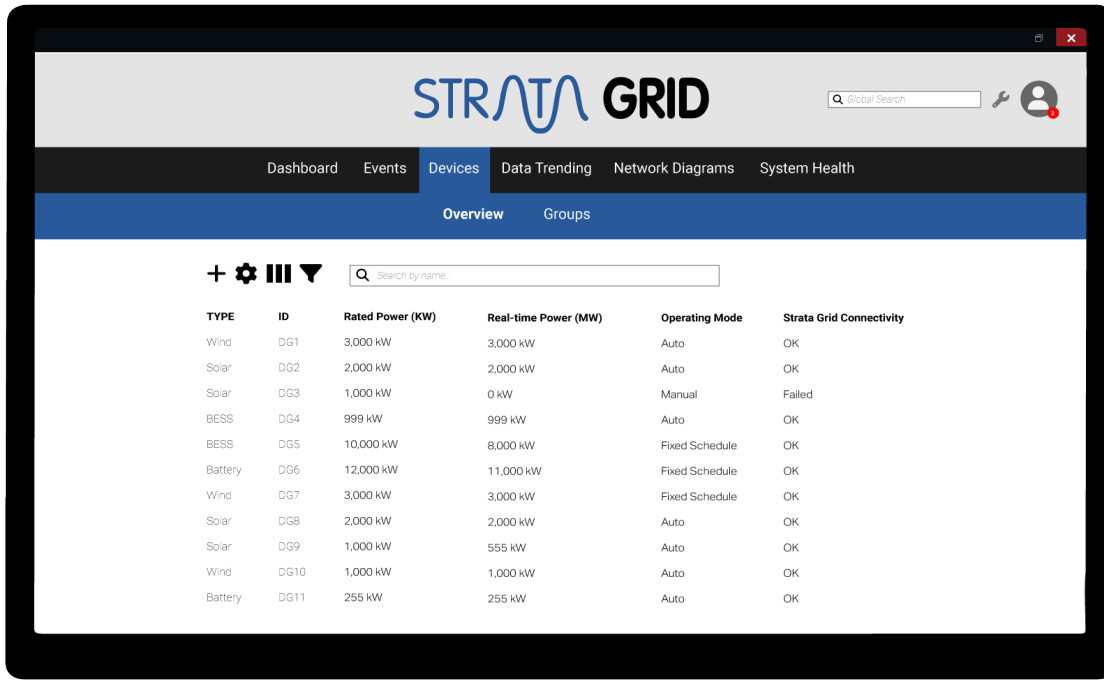 STRATA GRID
Global Search
2
Dashboard Events Devices Data Trending Network Diagrams System Health
Overview Groups
Search by name...
TYPE ID Rated Power (KW) Real-time Power (MW) Operating Mode Strata Grid Connectivity
Wind DG1 3,000 kW 3,000 kW Auto OK
Solar DG2 2,000 kW 2,000 kW Auto OK
Solar DG3 1,000 kW 0 kW Manual Failed
BESS DG4 999 kW 999 kW Auto OK
BESS DG5 10,000 kW 8,000 kW Fixed Schedule OK
Battery DG6 12,000 kW 11,000 kW Fixed Schedule OK
Wind DG7 3,000 kW 3,000 kW Fixed Schedule OK
Solar DG8 2,000 kW 2,000 kW Auto OK
Solar DG9 1,000 kW 555 kW Auto OK
Wind DG10 1,000 kW 1,000 kW Auto OK
Battery DG11 255 kW 255 kW Auto OK